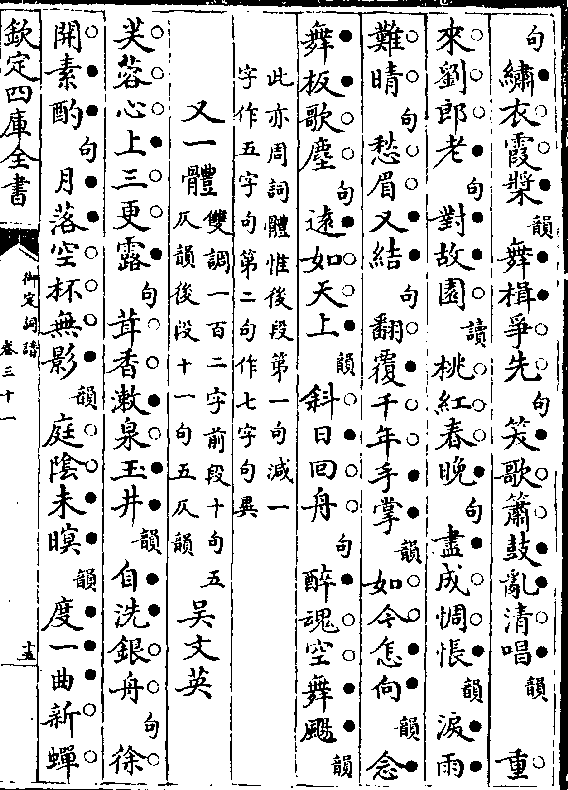 句繡衣霞槳韻舞楫爭先句笑歌簫鼓亂清唱韻重
來劉郎老句對故園讀桃紅春晚句盡成惆悵韻淚雨
難晴句愁眉又結句翻覆千年手掌韻如今怎向韻念
舞板歌塵句遠如天上韻斜日回舟句醉魂空舞颺韻
此亦周詞體惟後段第一句減一
字作五字句第二句作七字句異
又一體雙調一百二字前段十句五
仄韻後段十一句五仄韻吳文英
芙蓉心上三更露句茸香漱泉玉井韻自洗銀舟句徐
開素酌句月落空杯無影韻庭陰未暝韻度一曲新蟬
欽定四庫全書
御定詞譜
卷三十一